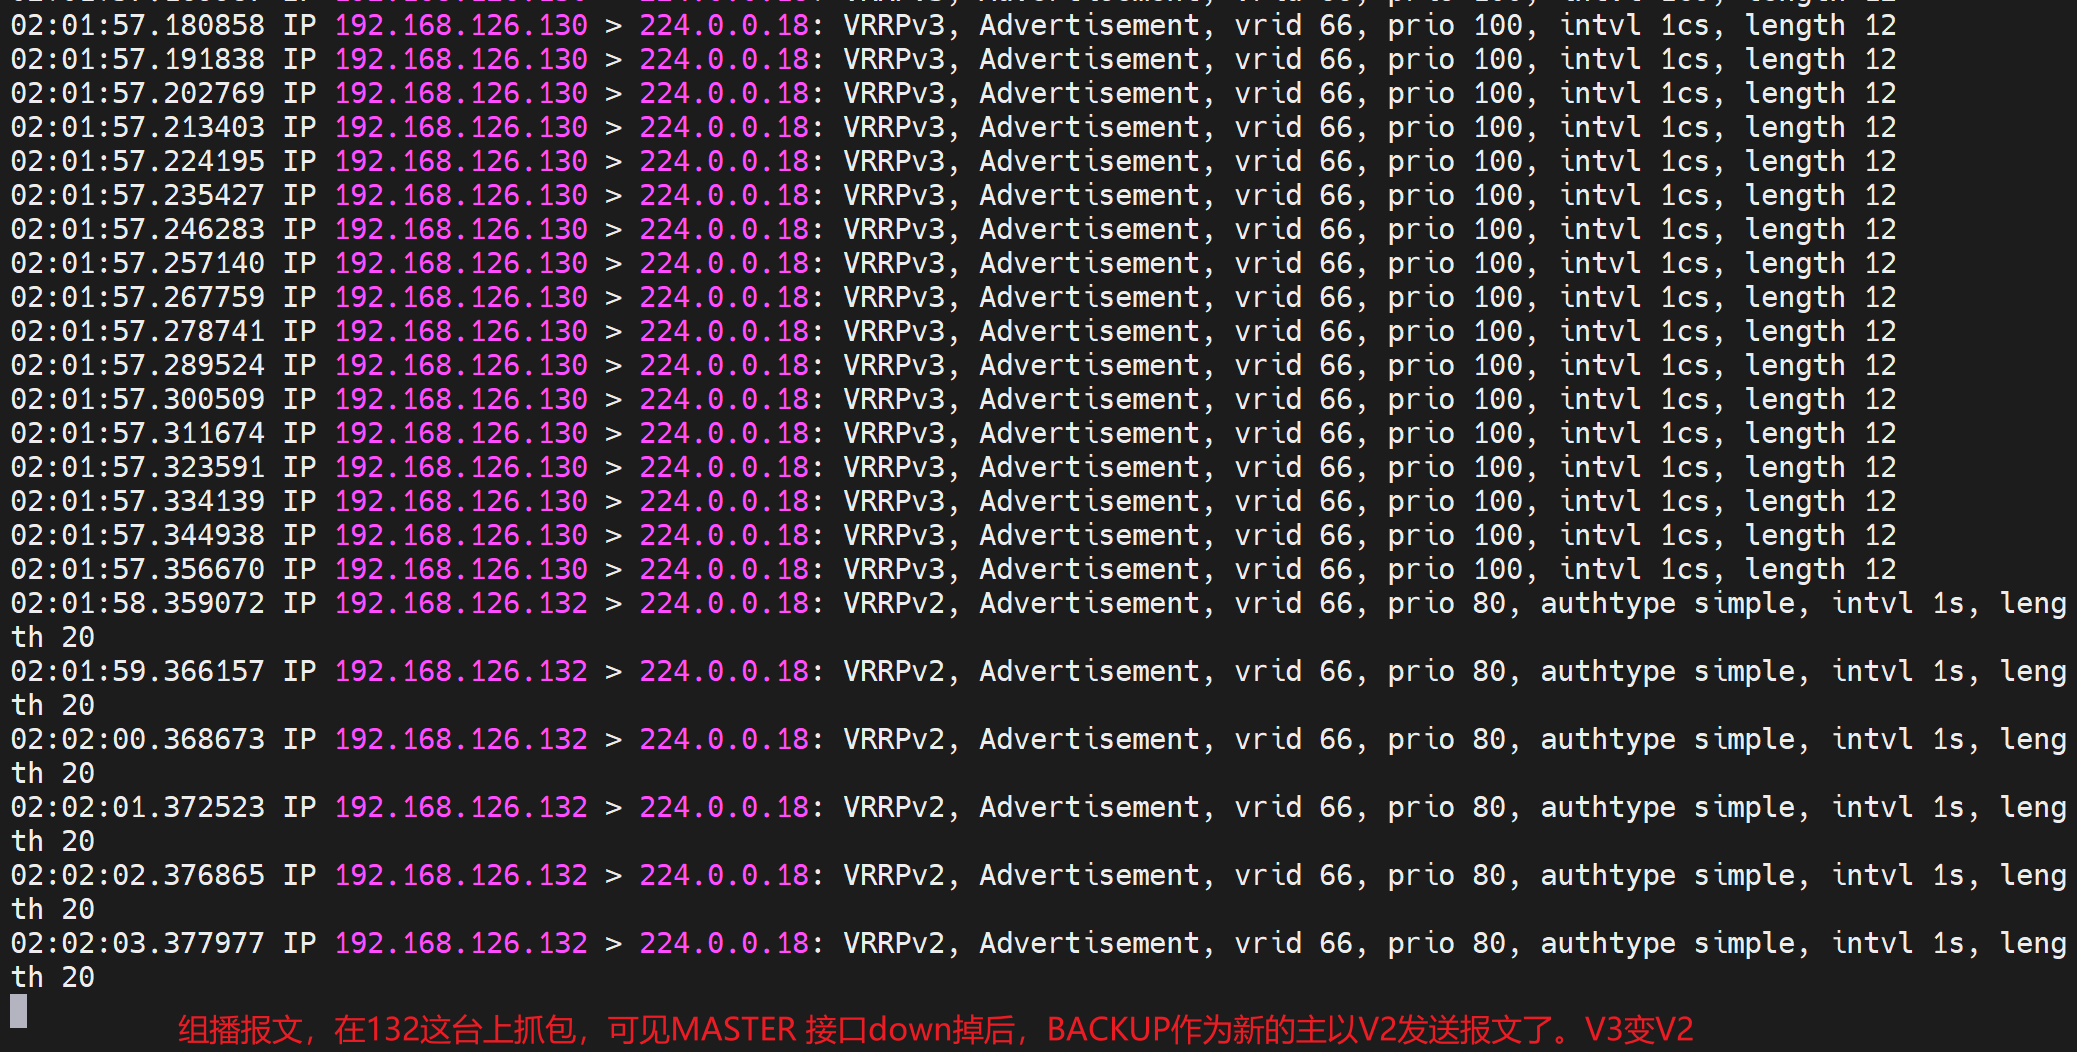 02:01:57.180858 IP 192.168.126.130 > 224.0.0.18: VRRPv3, Advertisement, vrid 66, prio 100, intvl 1cs, length 12
02:01:57.191838 IP 192.168.126.130 > 224.0.0.18: VRRPv3, Advertisement, vrid 66, prio 100, intvl 1cs, length 12
02:01:57.202769 IP 192.168.126.130 > 224.0.0.18: VRRPv3, Advertisement, vrid 66, prio 100, intvl 1cs, length 12
02:01:57.213403 IP 192.168.126.130 > 224.0.0.18: VRRPv3, Advertisement, vrid 66, prio 100, intvl 1cs, length 12
02:01:57.224195 IP 192.168.126.130 > 224.0.0.18: VRRPv3, Advertisement, vrid 66, prio 100, intvl 1cs, length 12
02:01:57.235427 IP 192.168.126.130 > 224.0.0.18: VRRPv3, Advertisement, vrid 66, prio 100, intvl 1cs, length 12
02:01:57.246283 IP 192.168.126.130 > 224.0.0.18: VRRPv3, Advertisement, vrid 66, prio 100, intvl 1cs, length 12
02:01:57.257140 IP 192.168.126.130 > 224.0.0.18: VRRPv3, Advertisement, vrid 66, prio 100, intvl 1cs, length 12
02:01:57.267759 IP 192.168.126.130 > 224.0.0.18: VRRPv3, Advertisement, vrid 66, prio 100, intvl 1cs, length 12
02:01:57.278741 IP 192.168.126.130 > 224.0.0.18: VRRPv3, Advertisement, vrid 66, prio 100, intvl 1cs, length 12
02:01:57.289524 IP 192.168.126.130 > 224.0.0.18: VRRPv3, Advertisement, vrid 66, prio 100, intvl 1cs, length 12
02:01:57.300509 IP 192.168.126.130 > 224.0.0.18: VRRPv3, Advertisement, vrid 66, prio 100, intvl 1cs, length 12
02:01:57.311674 IP 192.168.126.130 > 224.0.0.18: VRRPv3, Advertisement, vrid 66, prio 100, intvl 1cs, length 12
02:01:57.323591 IP 192.168.126.130 > 224.0.0.18: VRRPv3, Advertisement, vrid 66, prio 100, intvl 1cs, length 12
02:01:57.334139 IP 192.168.126.130 > 224.0.0.18: VRRPv3, Advertisement, vrid 66, prio 100, intvl 1cs, length 12
02:01:57.344938 IP 192.168.126.130 > 224.0.0.18: VRRPv3, Advertisement, vrid 66, prio 100, intvl 1cs, length 12
02:01:57.356670 IP 192.168.126.130 > 224.0.0.18: VRRPv3, Advertisement, vrid 66, prio 100, intvl 1cs, length 12
02:01:58.359072 IP 192.168.126.132 > 224.0.0.18: VRRPv2, Advertisement, vrid 66, prio 80, authtype simple, intvl 1s, leng
th 20
02:01:59.366157 IP 192.168.126.132 > 224.0.0.18: VRRPv2, Advertisement, vrid 66, prio 80, authtype simple, intvl 1s, leng
th 20
02:02:00.368673 IP 192.168.126.132 > 224.0.0.18: VRRPv2, Advertisement, vrid 66, prio 80, authtype simple, intvl 1s, leng
th 20
02:02:01.372523 IP 192.168.126.132 > 224.0.0.18: VRRPv2, Advertisement, vrid 66, prio 80, authtype simple, intvl 1s, leng
th 20
02:02:02.376865 IP 192.168.126.132 > 224.0.0.18: VRRPv2, Advertisement, vrid 66, prio 80, authtype simple, intvl 1s, leng
th 20
02:02:03.377977 IP 192.168.126.132 > 224.0.0.18: VRRPv2, Advertisement, vrid 66, prio 80, authtype simple, intvl 1s, leng
th 20
组播报文，在132这台上抓包，可见MASTER 接口down掉后，BACKUP作为新的主以V2发送报文了。V3变V2